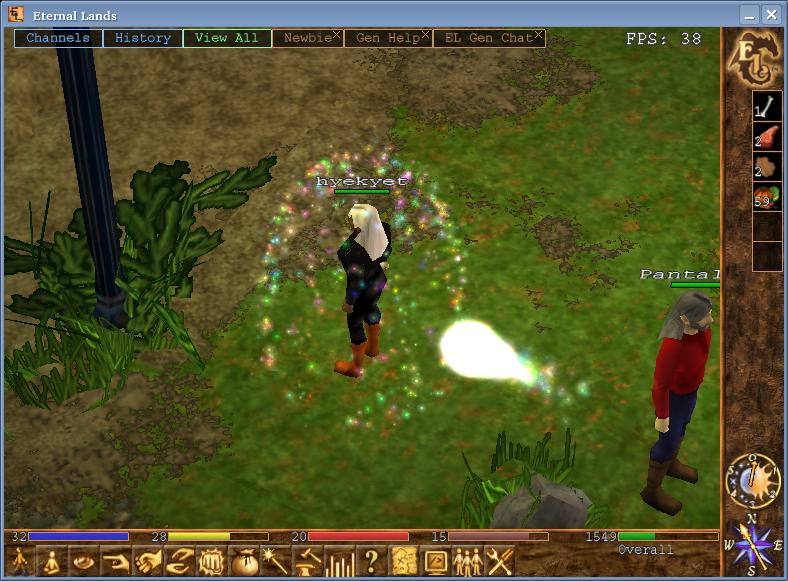 Eternal Lands
Channels History View All Newbie Gen Help EL Gen Chat FPS: 38
1
2
2
59
hyekyet
Pantal
32 28 20 15 1549
Overall
N
W E
S